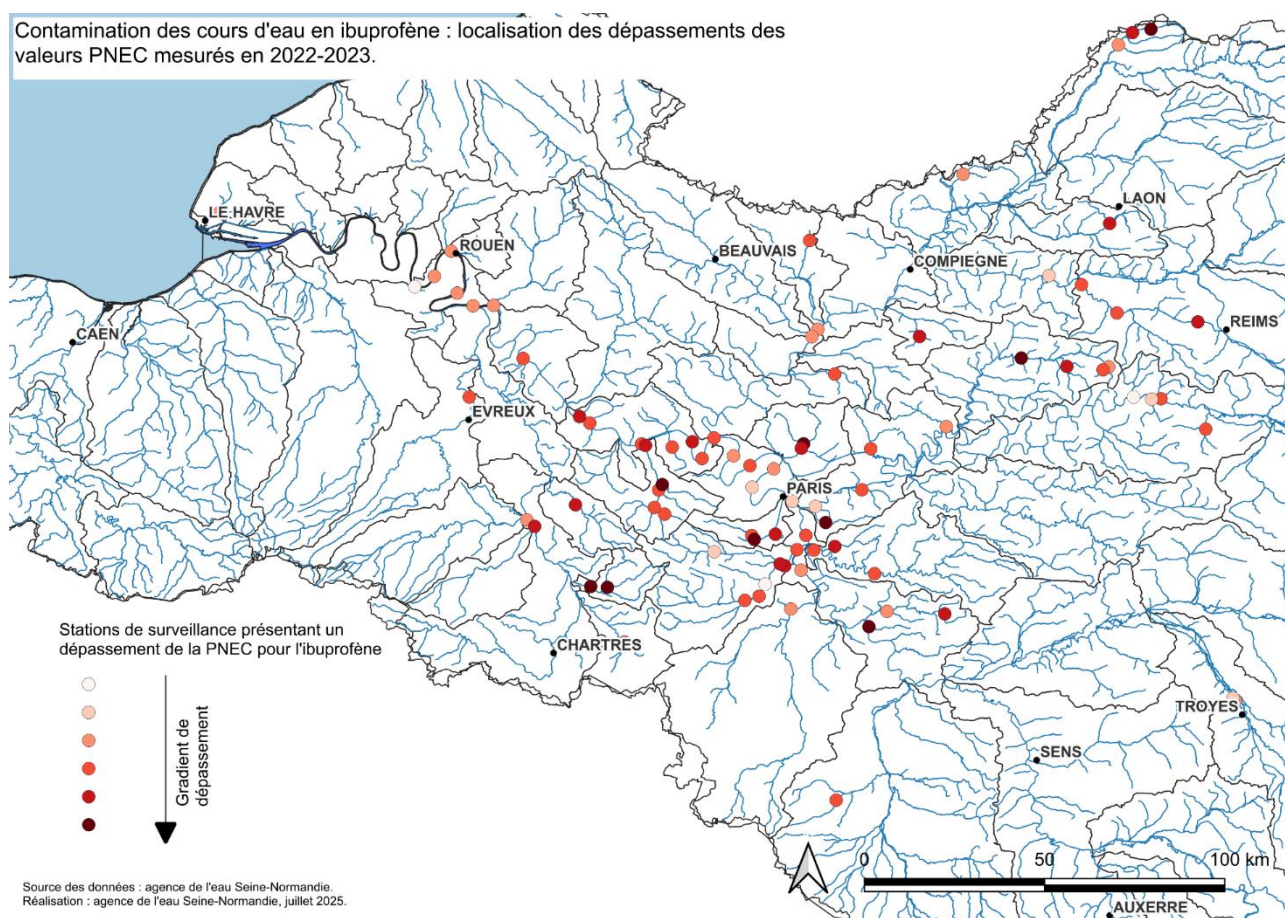 Contamination des cours d'eau en ibuprofène : localisation des dépassements des
valeurs PNEC mesurés en 2022-2023.
LAON
LE HAVRE
ROUEN
BEAUVAIS
COMPIEGNE
CAEN
REIMS
EVREUX
PARIS
Stations de surveillance présentant un
dépassement de la PNEC pour l'ibuprofène
CHARTRES
Gradient de
dépassement
TROYES
SENS
0
50
100 km
Source des données : agence de l'eau Seine-Normandie.
Réalisation : agence de l'eau Seine-Normandie, juillet 2025.
AUXERRE